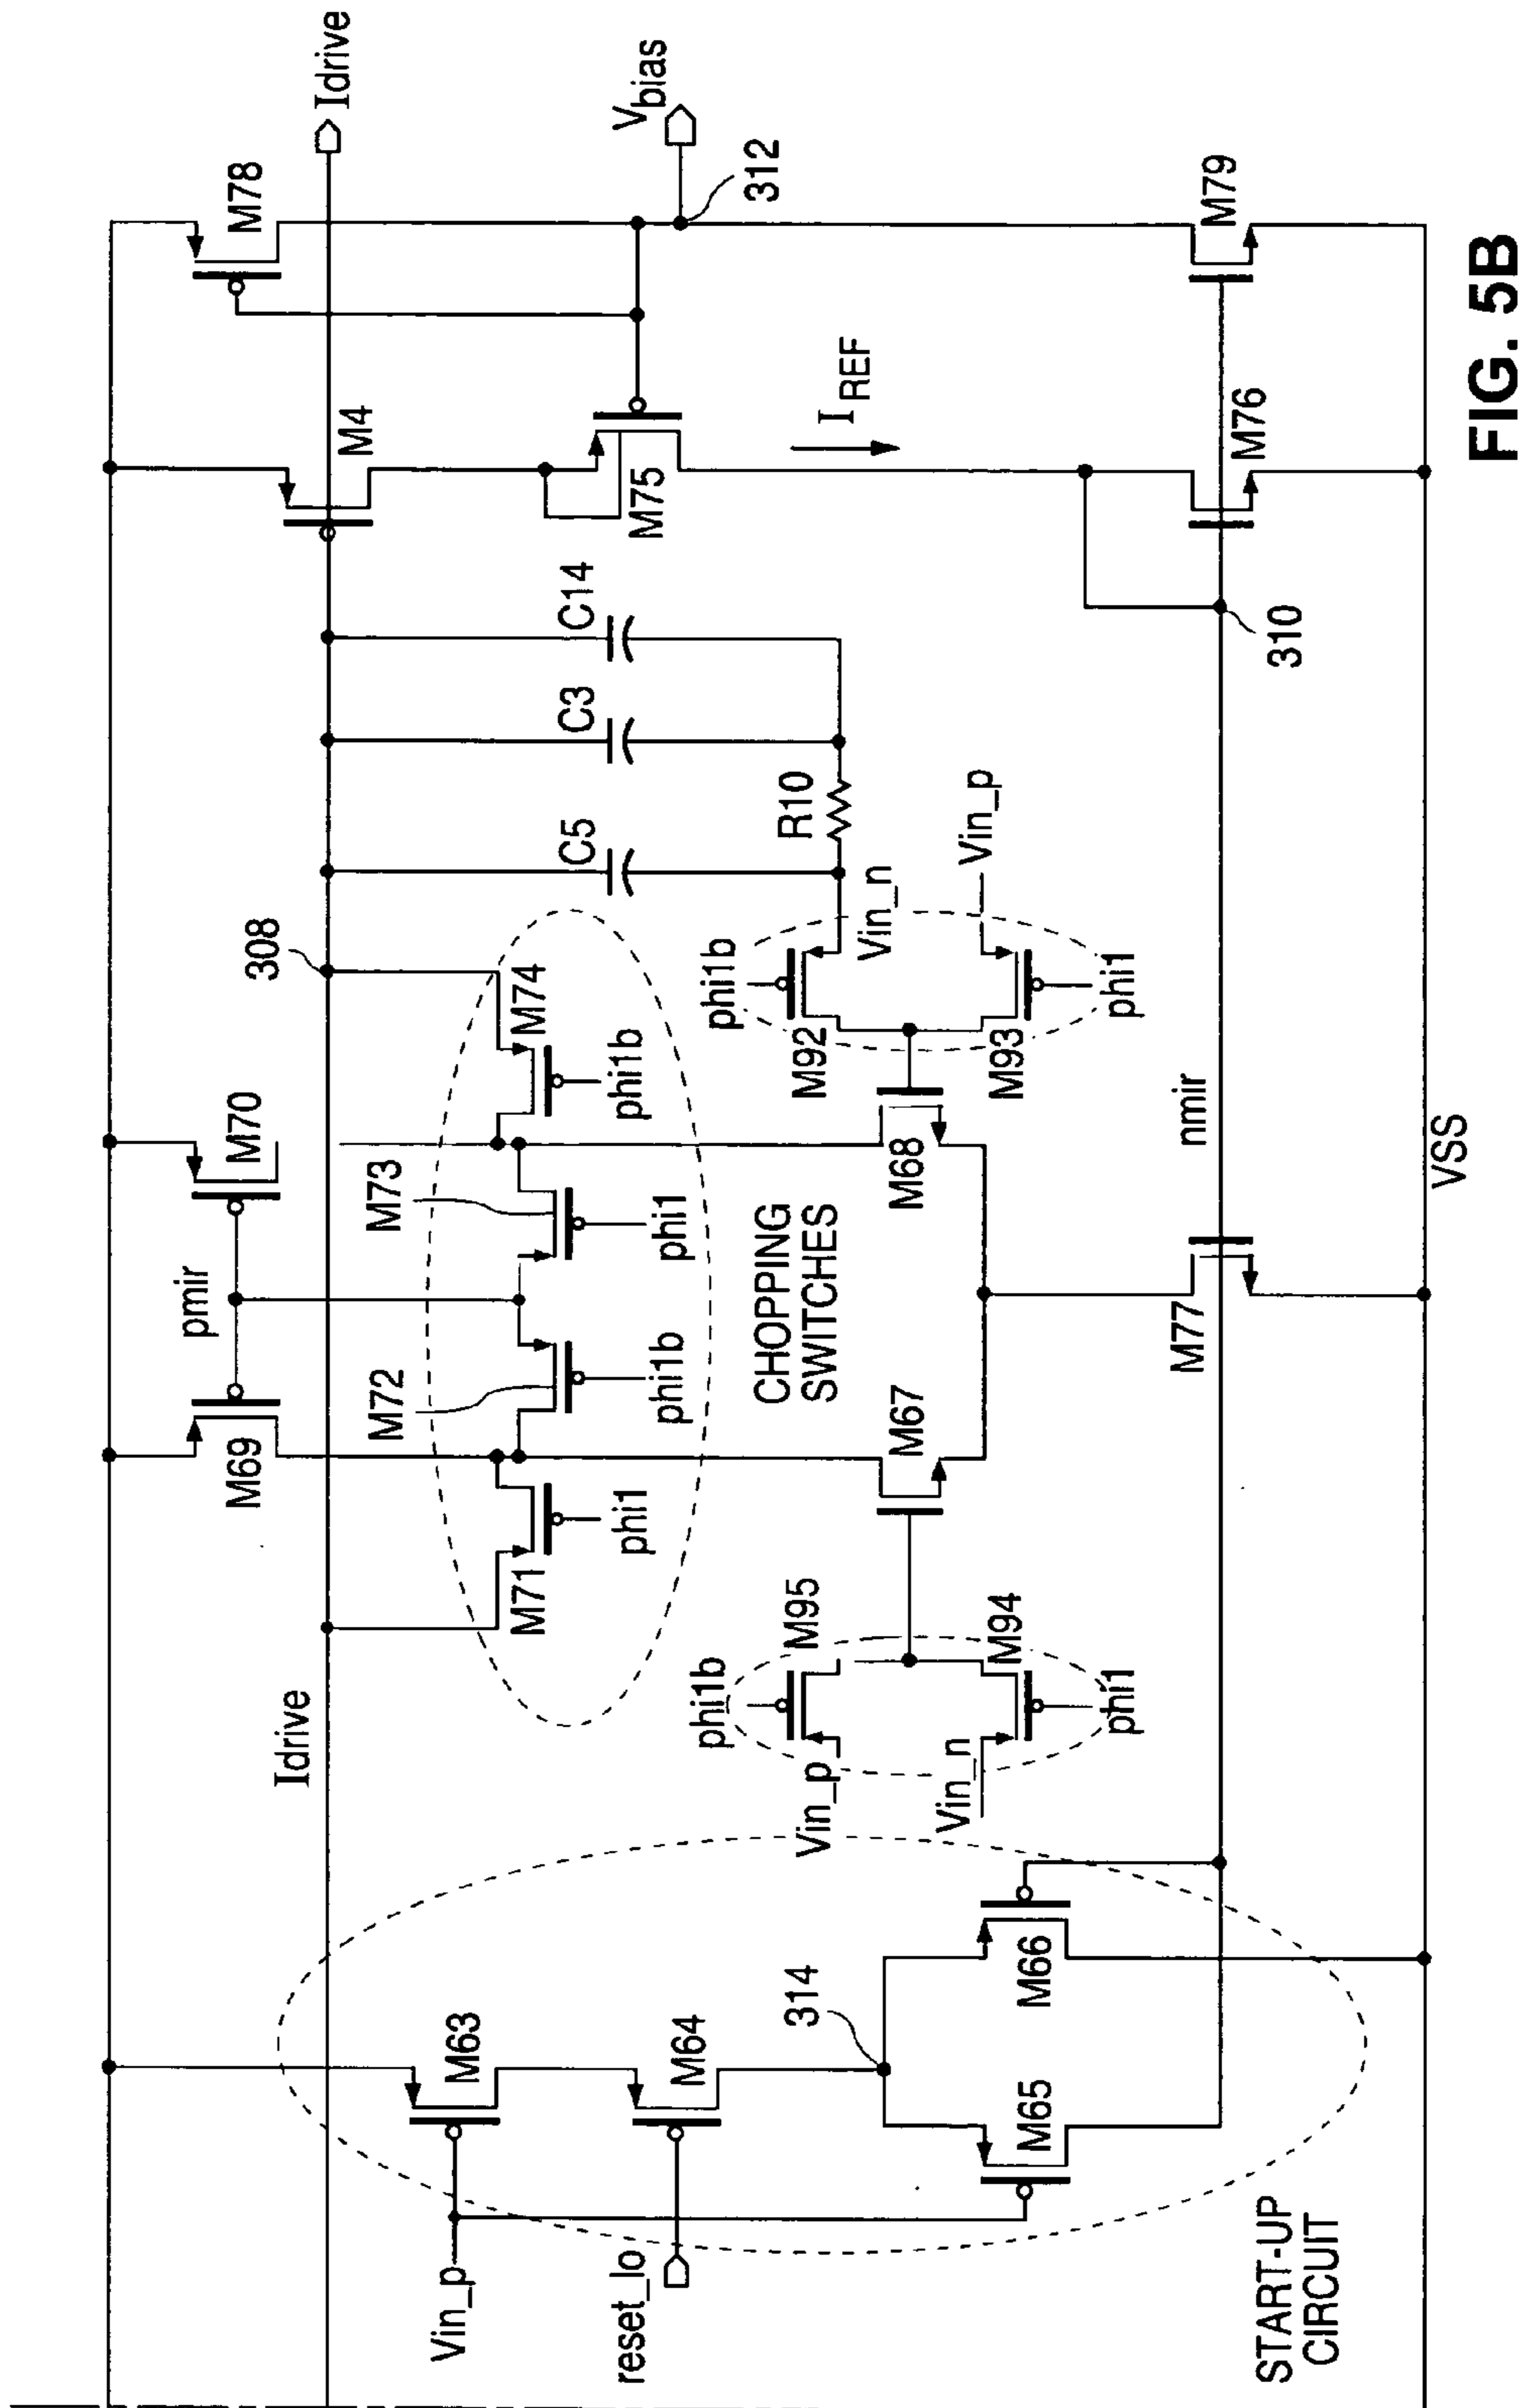 Idrive
Idrive
Vbias
312
M78
M4
M75
IREF
M79
M76
310
C14
C3
C5
R10
308
M74
phi1b
M73
phi1
M72
phi1b
M71
phi1
M70
pmir
M69
CHOPPING
SWITCHES
phi1b
Vin_n
M92
Vin_p
M93
phi1
M68
M67
nmir
M77
VSS
phi1b
M95
Vin_p
Vin_n
M94
phi1
M63
Vin_p
M64
reset_lo
314
M66
M65
START-UP
CIRCUIT
FIG. 5B